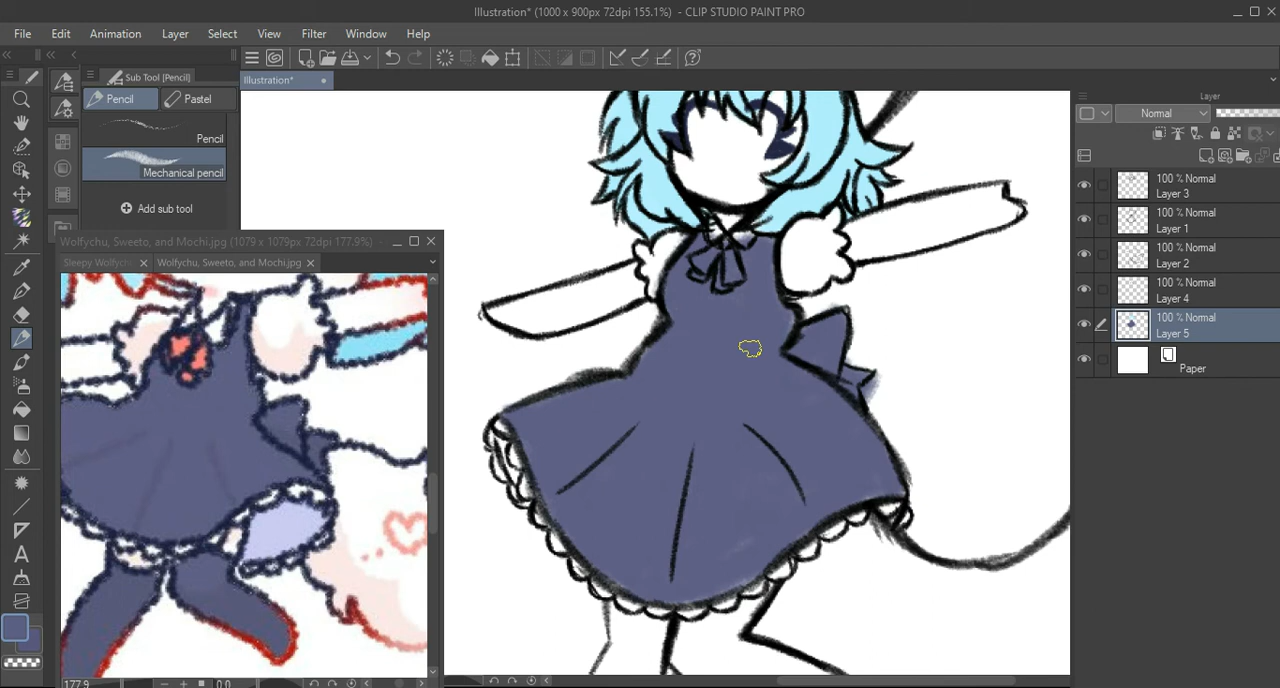 Illustration* (1000 x 900px 72dpi 155.1%) - CLIP STUDIO PAINT PRO
File Edit Animation Layer Select View Filter Window Help
Sub Tool [Pencil]
Pencil Pastel
Pencil
Mechanical pencil
Add sub tool
Illustration*
Wolfychu, Sweeto, and Mochi.jpg (1079 x 1079px 72dpi 177.9%)
Sleepy Wolfychu Wolfychu, Sweeto, and Mochi.jpg
177.9 0.0
Layer
Normal
100 % Normal
Layer 3
100 % Normal
Layer 1
100 % Normal
Layer 2
100 % Normal
Layer 4
100 % Normal
Layer 5
Paper